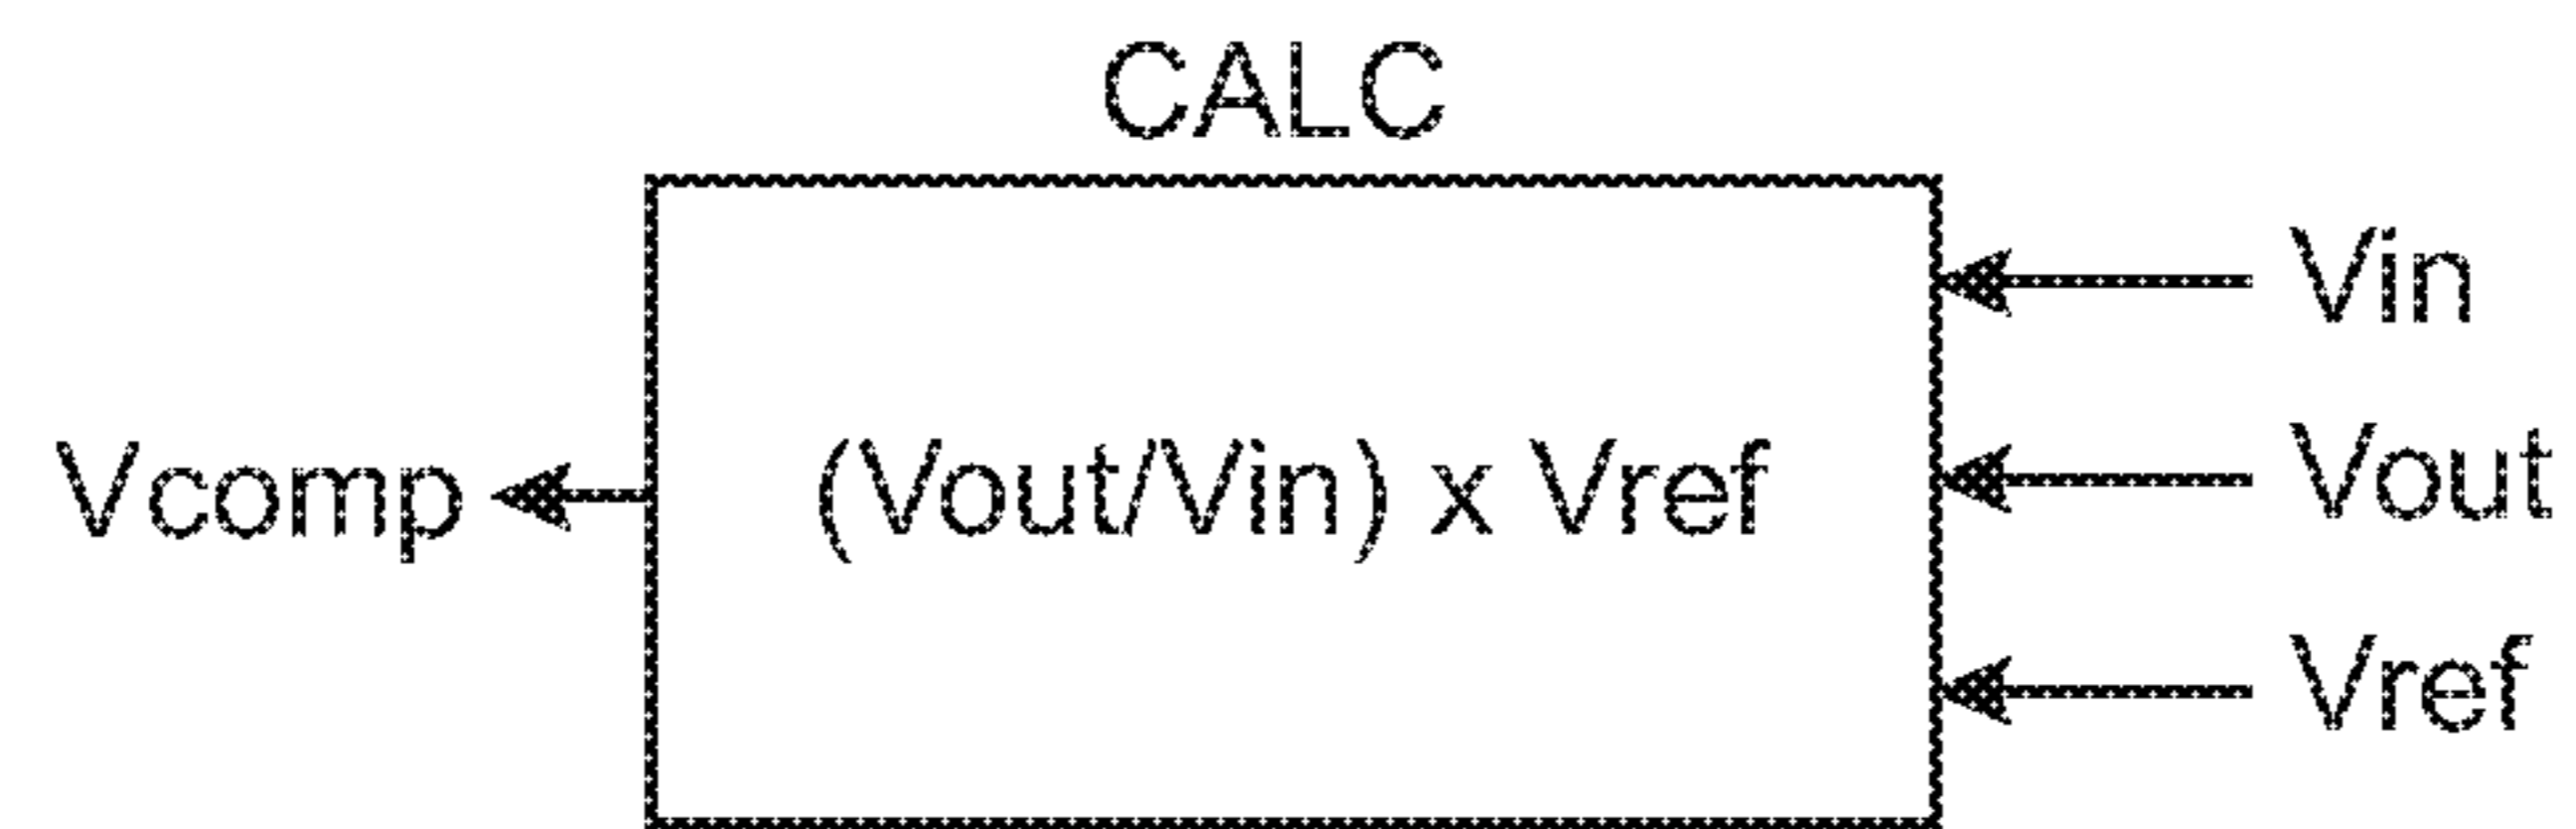 CALC
Vin
Vcomp
(Vout/Vin) x Vref
Vout
Vref